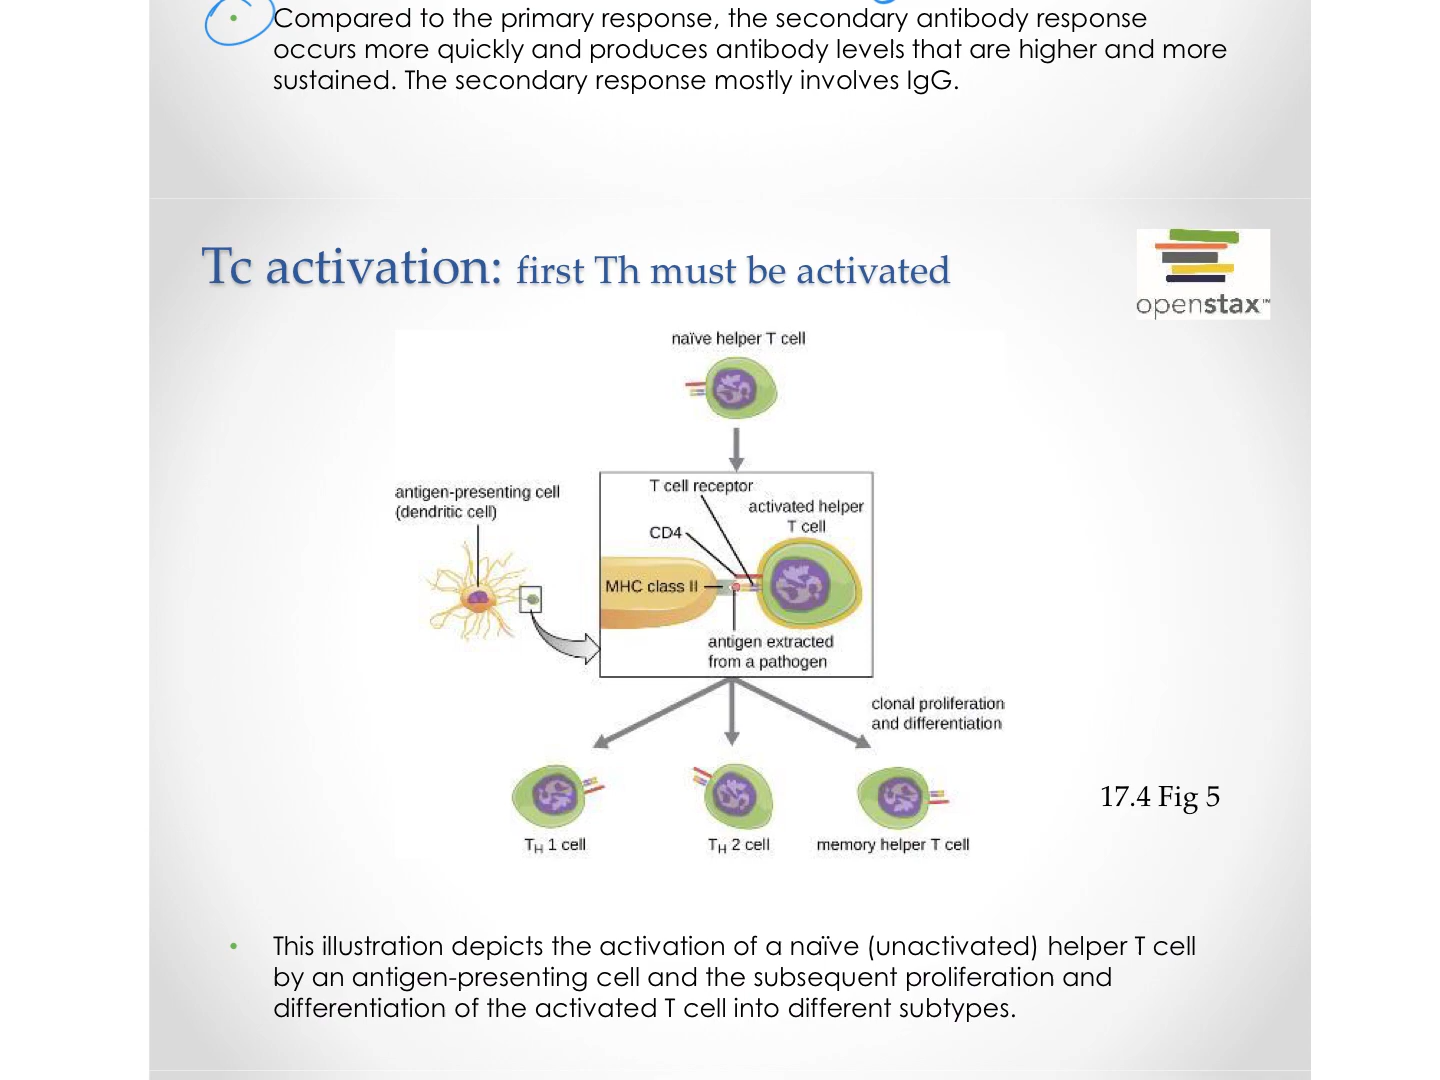 • Compared to the primary response, the secondary antibody response
occurs more quickly and produces antibody levels that are higher and more
sustained. The secondary response mostly involves IgG.
Tc activation: first Th must be activated
openstax™
naïve helper T cell
antigen-presenting cell
(dendritic cell)
T cell receptor
activated helper
T cell
CD4
MHC class II
antigen extracted
from a pathogen
clonal proliferation
and differentiation
TH 1 cell
TH 2 cell
memory helper T cell
17.4 Fig 5
• This illustration depicts the activation of a naïve (unactivated) helper T cell
by an antigen-presenting cell and the subsequent proliferation and
differentiation of the activated T cell into different subtypes.